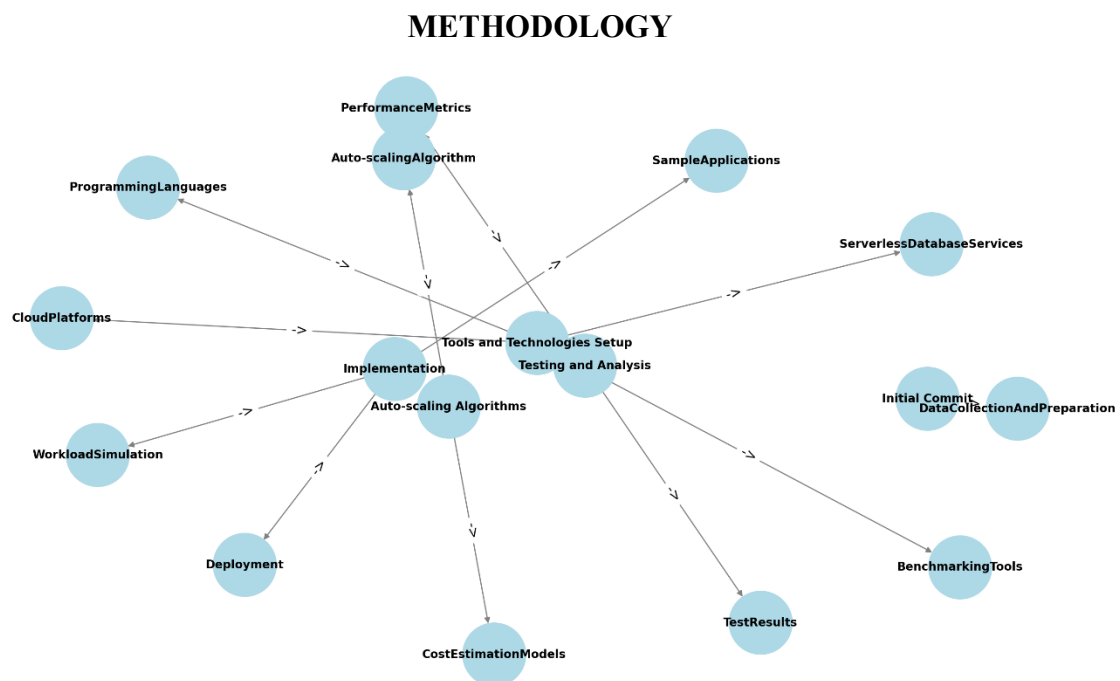 METHODOLOGY
PerformanceMetrics
Auto-scalingAlgorithm
SampleApplications
ProgrammingLanguages
ServerlessDatabaseServices
CloudPlatforms
Tools and Technologies Setup
Testing and Analysis
Implementation
Auto-scaling Algorithms
Initial Commit
DataCollectionAndPreparation
WorkloadSimulation
Deployment
BenchmarkingTools
TestResults
CostEstimationModels